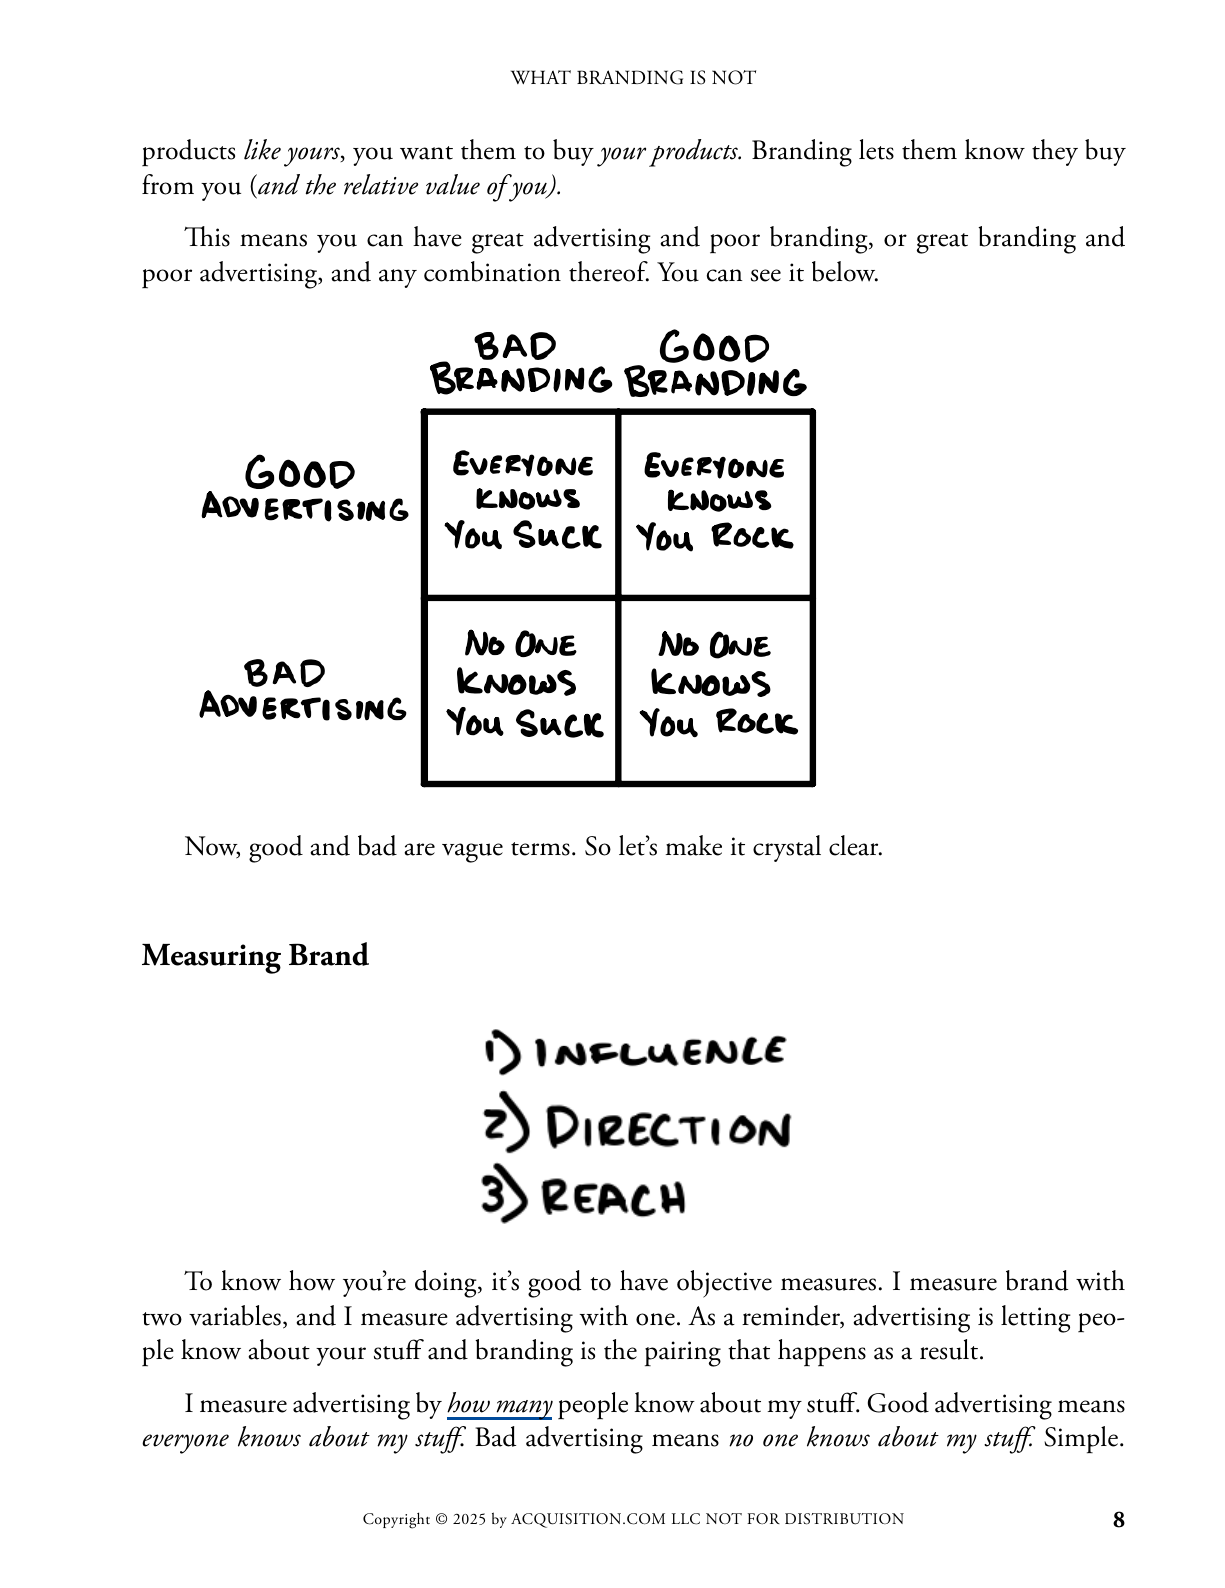 WHAT BRANDING IS NOT
products like yours, you want them to buy your products. Branding lets them know they buy
from you (and the relative value of you).
This means you can have great advertising and poor branding, or great branding and
poor advertising, and any combination thereof. You can see it below.
BAD GOOD
BRANDING BRANDING
GOOD
ADVERTISING
EVERYONE
KNOWS
YOU SUCK
EVERYONE
KNOWS
YOU ROCK
BAD
ADVERTISING
NO ONE
KNOWS
YOU SUCK
NO ONE
KNOWS
YOU ROCK
Now, good and bad are vague terms. So let’s make it crystal clear.
Measuring Brand
1) INFLUENCE
2) DIRECTION
3) REACH
To know how you’re doing, it’s good to have objective measures. I measure brand with
two variables, and I measure advertising with one. As a reminder, advertising is letting peo-
ple know about your stuff and branding is the pairing that happens as a result.
I measure advertising by how many people know about my stuff. Good advertising means
everyone knows about my stuff. Bad advertising means no one knows about my stuff. Simple.
Copyright © 2025 by ACQUISITION.COM LLC NOT FOR DISTRIBUTION
8